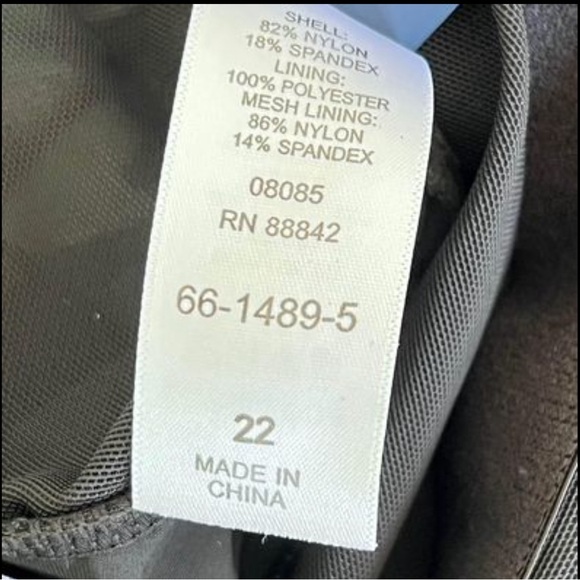 SHELL:
82% NYLON
18% SPANDEX
LINING:
100% POLYESTER
MESH LINING:
86% NYLON
14% SPANDEX
08085
RN 88842
66-1489-5
22
MADE IN
CHINA